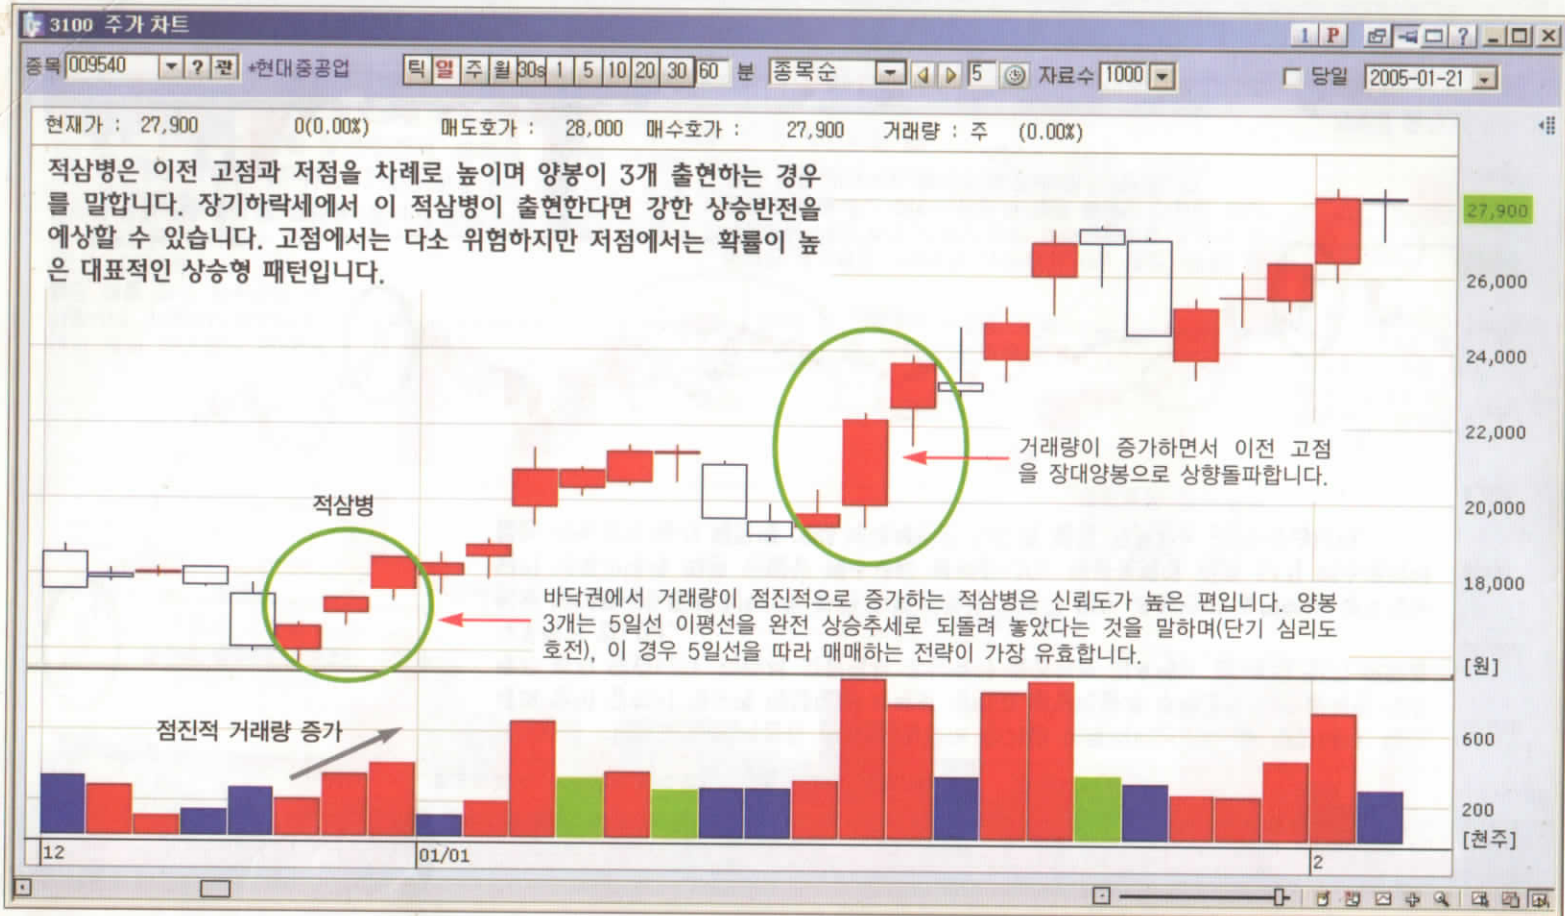 3100 주가 차트
1 P ?
종목 009540 ? 관 *현대중공업 틱 일 주 월 30s 1 5 10 20 30 60 분 종목순 5 자료수 1000 당일 2005-01-21
현재가 : 27,900 0(0.00%) 매도호가 : 28,000 매수호가 : 27,900 거래량 : 주 (0.00%)
적삼병은 이전 고점과 저점을 차례로 높이며 양봉이 3개 출현하는 경우
를 말합니다. 장기하락세에서 이 적삼병이 출현한다면 강한 상승반전을
예상할 수 있습니다. 고점에서는 다소 위험하지만 저점에서는 확률이 높
은 대표적인 상승형 패턴입니다.
27,900
26,000
24,000
22,000
거래량이 증가하면서 이전 고점
을 장대양봉으로 상향돌파합니다.
적삼병
20,000
18,000
바닥권에서 거래량이 점진적으로 증가하는 적삼병은 신뢰도가 높은 편입니다. 양봉
3개는 5일선 이평선을 완전 상승추세로 되돌려 놓았다는 것을 말하며(단기 심리도
호전), 이 경우 5일선을 따라 매매하는 전략이 가장 유효합니다.
[원]
점진적 거래량 증가
600
200
[천주]
12 01/01 2